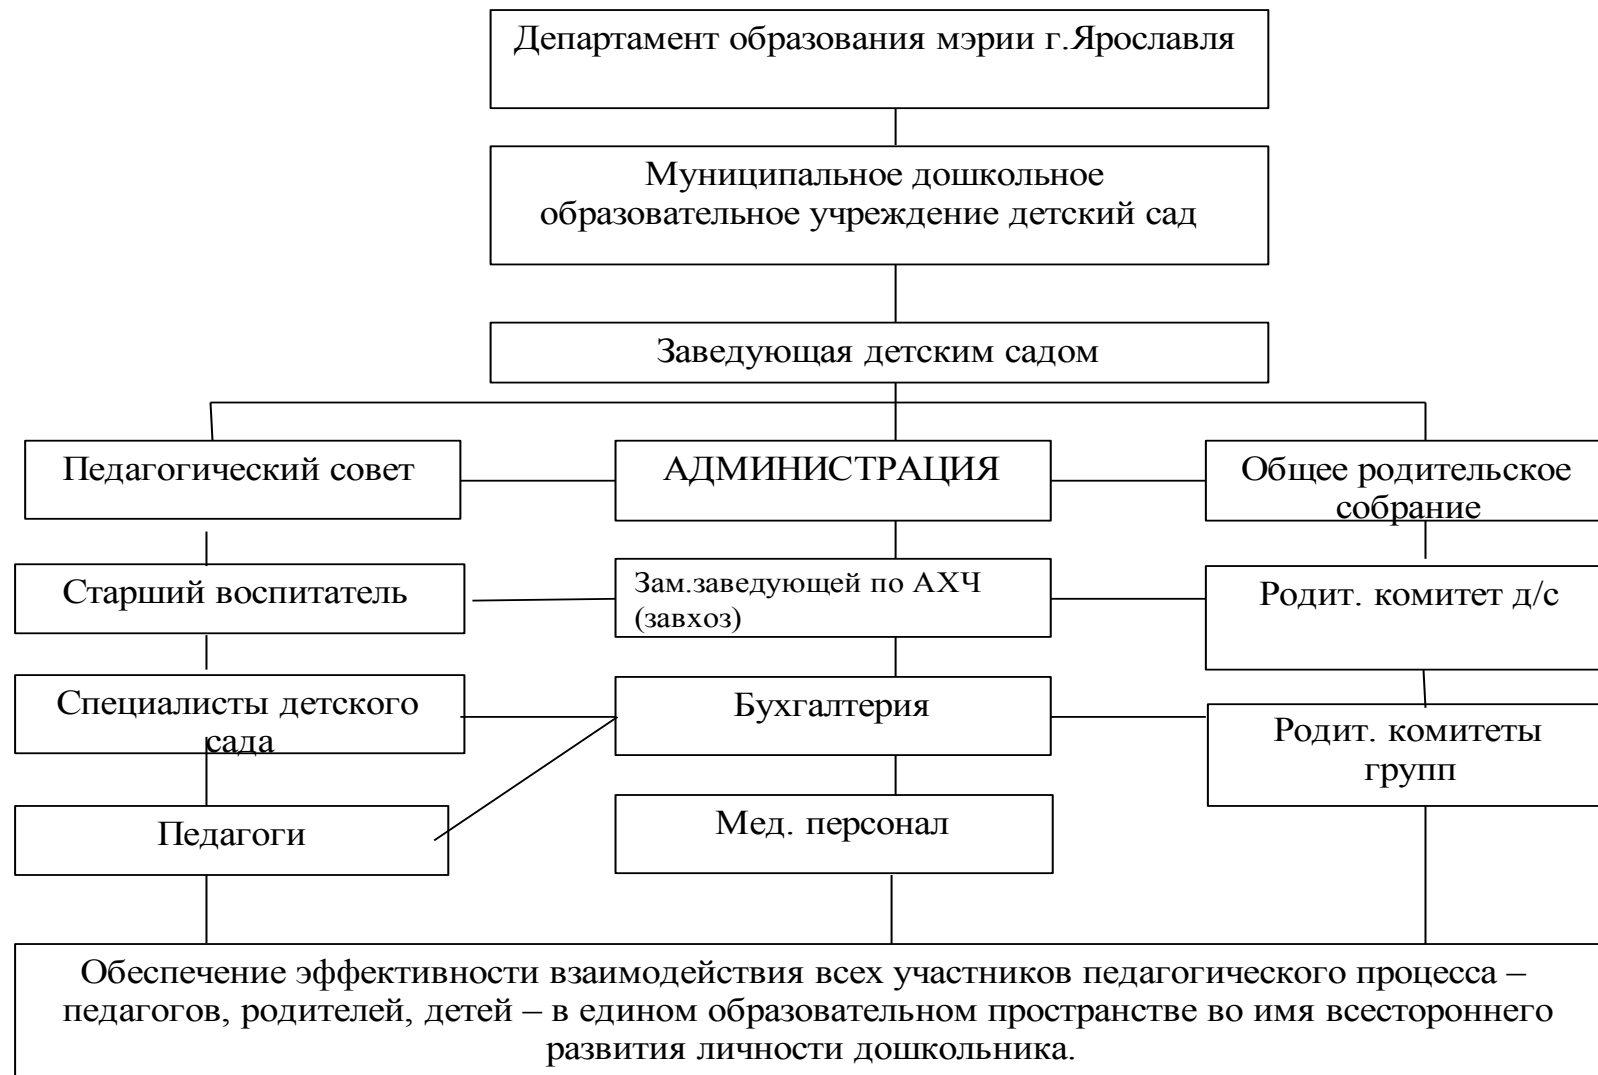 Департамент образования мэрии г.Ярославля
Муниципальное дошкольное
образовательное учреждение детский сад
Заведующая детским садом
Педагогический совет
АДМИНИСТРАЦИЯ
Общее родительское
собрание
Старший воспитатель
Зам.заведующей по АХЧ
(завхоз)
Родит. комитет д/с
Специалисты детского
сада
Бухгалтерия
Родит. комитеты
групп
Педагоги
Мед. персонал
Обеспечение эффективности взаимодействия всех участников педагогического процесса –
педагогов, родителей, детей – в едином образовательном пространстве во имя всестороннего
развития личности дошкольника.